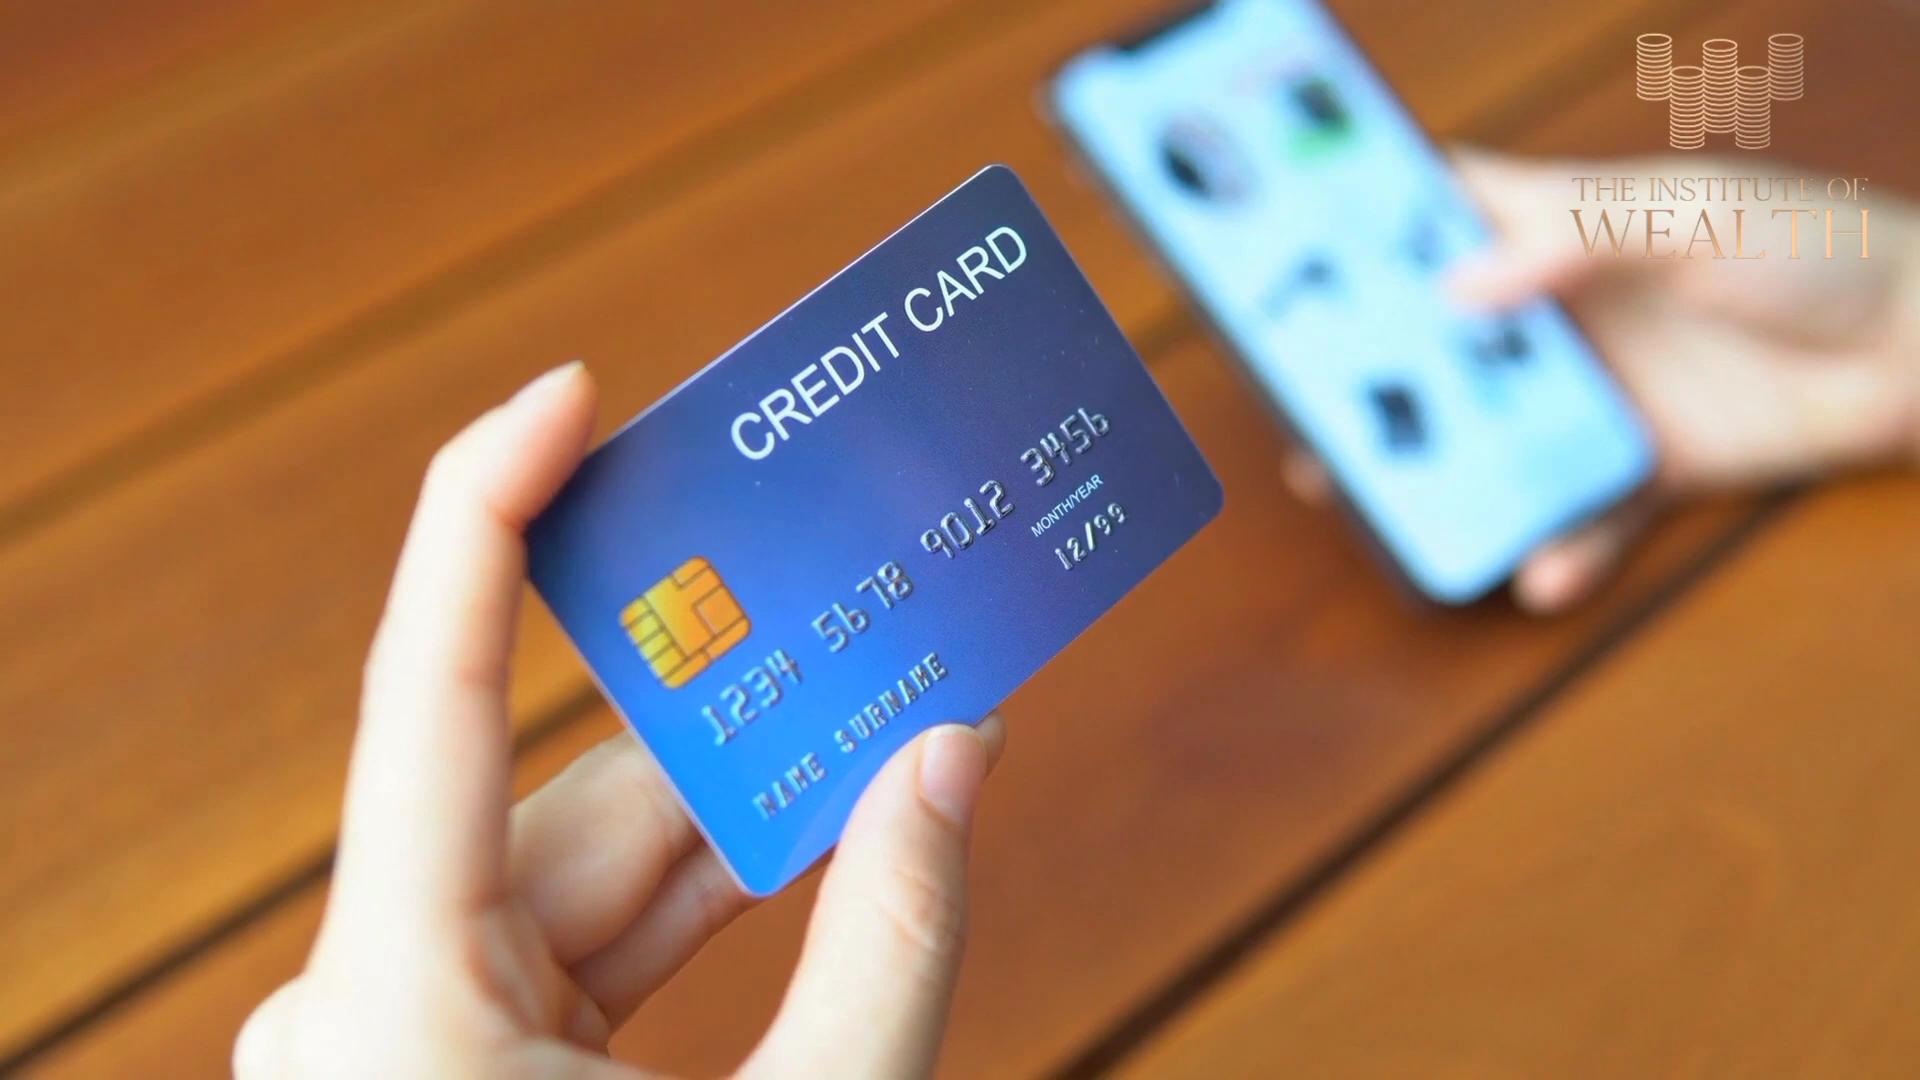 CREDIT CARD
1234 5678 9012 3456
MONTH/YEAR
12/99
NAME SURNAME
THE INSTITUTE OF
WEALTH